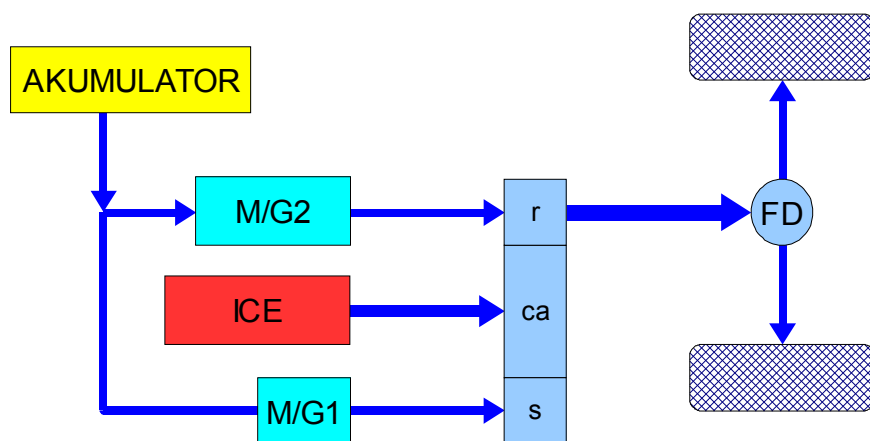 AKUMULATOR
M/G2
r
FD
ICE
ca
M/G1
s